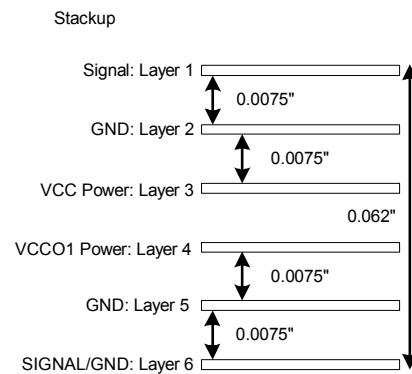 Stackup
Signal: Layer 1
0.0075"
GND: Layer 2
0.0075"
VCC Power: Layer 3
0.062"
VCCO1 Power: Layer 4
0.0075"
GND: Layer 5
0.0075"
SIGNAL/GND: Layer 6